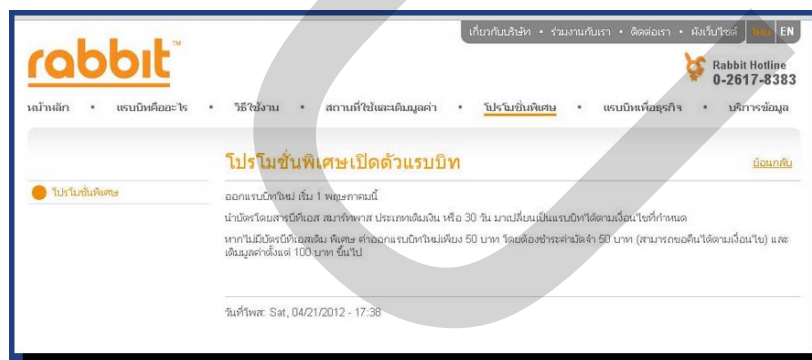 เกี่ยวกับบริษัท • ร่วมงานกับเรา • ติดต่อเรา • ผังเว็บไซต์ ไทย EN
rabbit™
Rabbit Hotline
0-2617-8383
หน้าหลัก • แรบบิทคืออะไร • วิธีใช้งาน • สถานที่ใช้และเติมมูลค่า • โปรโมชั่นพิเศษ • แรบบิทเพื่อธุรกิจ • บริการข้อมูล
โปรโมชั่นพิเศษเปิดตัวแรบบิท
ย้อนกลับ
โปรโมชั่นพิเศษ
ออกแรบบิทใหม่ เริ่ม 1 พฤษภาคมนี้
นำบัตรโดยสารบีทีเอส สมาร์ทพาส ประเภทเติมเงิน หรือ 30 วัน มาเปลี่ยนเป็นแรบบิทได้ตามเงื่อนไขที่กำหนด
หากไม่มีบัตรบีทีเอสเดิม พิเศษ ค่าออกแรบบิทใหม่เพียง 50 บาท โดยต้องชำระค่ามัดจำ 50 บาท (สามารถขอคืนได้ตามเงื่อนไข) และ
เติมมูลค่าตั้งแต่ 100 บาท ขึ้นไป
วันที่โพส: Sat, 04/21/2012 - 17:38